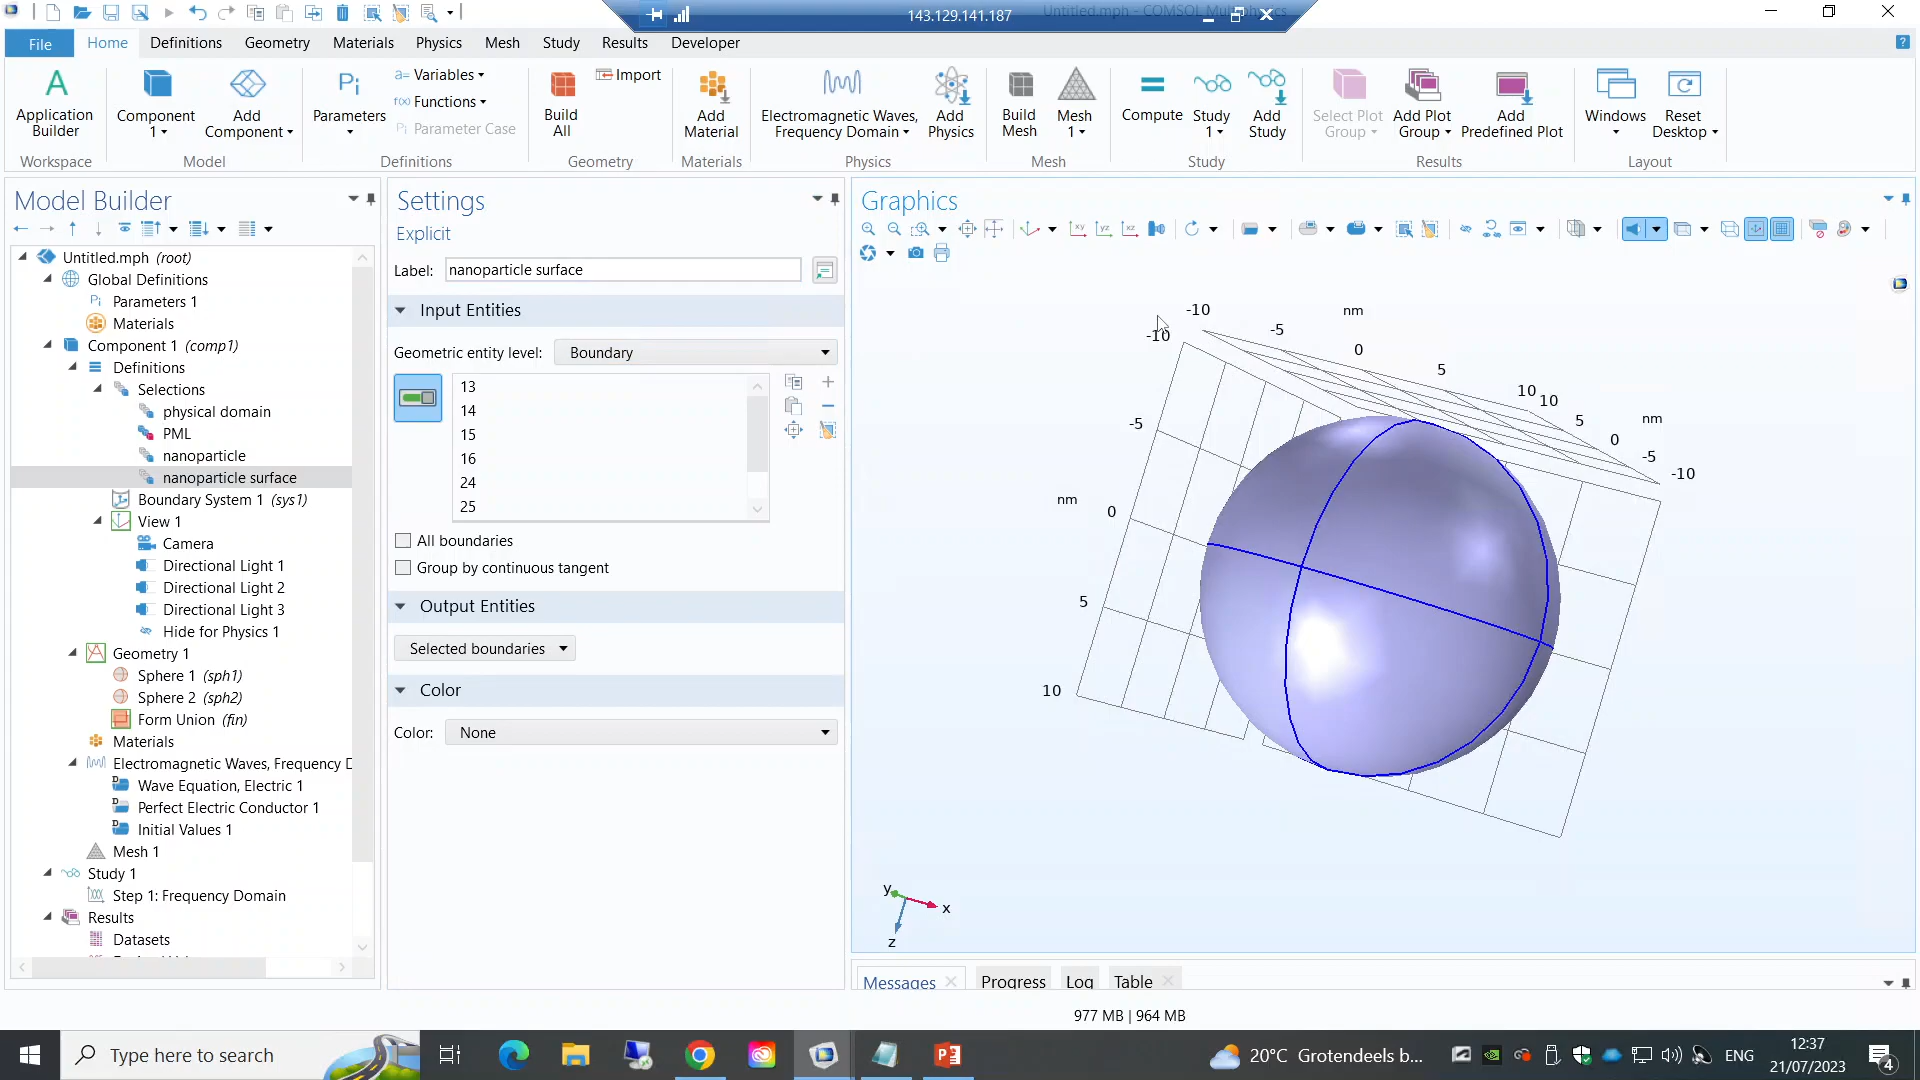 143.129.141.187
Untitled.mph - COMSOL Multiphysics
File
Home
Definitions
Geometry
Materials
Physics
Mesh
Study
Results
Developer
Application Builder
Workspace
Component 1
Add Component
Model
Pi
Parameters
a= Variables
f(x) Functions
Pi Parameter Case
Definitions
Build All
Import
Geometry
Add Material
Materials
Electromagnetic Waves, Frequency Domain
Add Physics
Physics
Build Mesh
Mesh 1
Mesh
Compute
Study 1
Add Study
Study
Select Plot Group
Add Plot Group
Add Predefined Plot
Results
Windows
Reset Desktop
Layout
Model Builder
Untitled.mph (root)
Global Definitions
Pi Parameters 1
Materials
Component 1 (comp1)
Definitions
Selections
physical domain
PML
nanoparticle
nanoparticle surface
Boundary System 1 (sys1)
View 1
Camera
Directional Light 1
Directional Light 2
Directional Light 3
Hide for Physics 1
Geometry 1
Sphere 1 (sph1)
Sphere 2 (sph2)
Form Union (fin)
Materials
Electromagnetic Waves, Frequency D
Wave Equation, Electric 1
Perfect Electric Conductor 1
Initial Values 1
Mesh 1
Study 1
Step 1: Frequency Domain
Results
Datasets
Settings
Explicit
Label: nanoparticle surface
Input Entities
Geometric entity level: Boundary
13
14
15
16
24
25
All boundaries
Group by continuous tangent
Output Entities
Selected boundaries
Color
Color: None
Graphics
-10 nm
-10 -5
0
5
-5 10 10
5 nm
0
-5
-10
nm
0
5
10
y
x
z
Messages
Progress
Log
Table
977 MB | 964 MB
Type here to search
20°C Grotendeels b...
ENG
12:37
21/07/2023
4